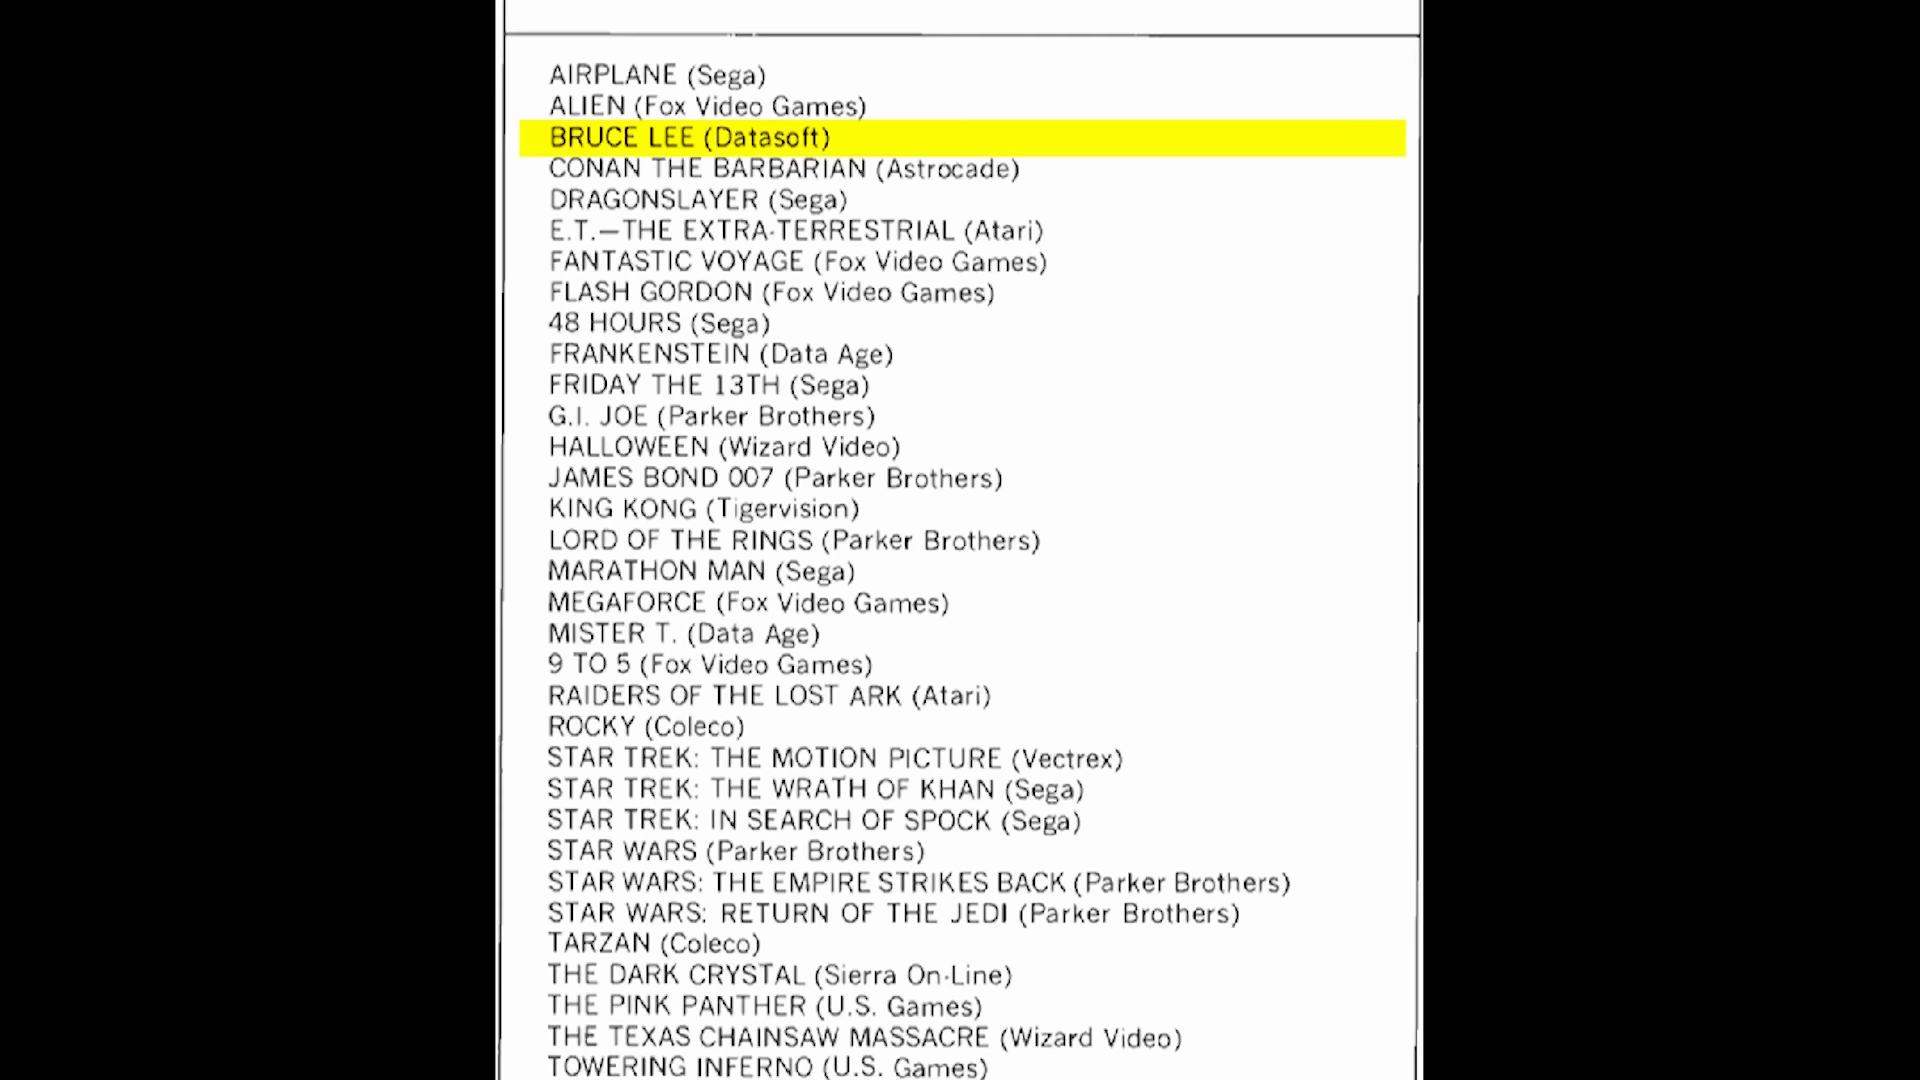 AIRPLANE (Sega)
ALIEN (Fox Video Games)
BRUCE LEE (Datasoft)
CONAN THE BARBARIAN (Astrocade)
DRAGONSLAYER (Sega)
E.T.—THE EXTRA-TERRESTRIAL (Atari)
FANTASTIC VOYAGE (Fox Video Games)
FLASH GORDON (Fox Video Games)
48 HOURS (Sega)
FRANKENSTEIN (Data Age)
FRIDAY THE 13TH (Sega)
G.I. JOE (Parker Brothers)
HALLOWEEN (Wizard Video)
JAMES BOND 007 (Parker Brothers)
KING KONG (Tigervision)
LORD OF THE RINGS (Parker Brothers)
MARATHON MAN (Sega)
MEGAFORCE (Fox Video Games)
MISTER T. (Data Age)
9 TO 5 (Fox Video Games)
RAIDERS OF THE LOST ARK (Atari)
ROCKY (Coleco)
STAR TREK: THE MOTION PICTURE (Vectrex)
STAR TREK: THE WRATH OF KHAN (Sega)
STAR TREK: IN SEARCH OF SPOCK (Sega)
STAR WARS (Parker Brothers)
STAR WARS: THE EMPIRE STRIKES BACK (Parker Brothers)
STAR WARS: RETURN OF THE JEDI (Parker Brothers)
TARZAN (Coleco)
THE DARK CRYSTAL (Sierra On-Line)
THE PINK PANTHER (U.S. Games)
THE TEXAS CHAINSAW MASSACRE (Wizard Video)
TOWERING INFERNO (U.S. Games)